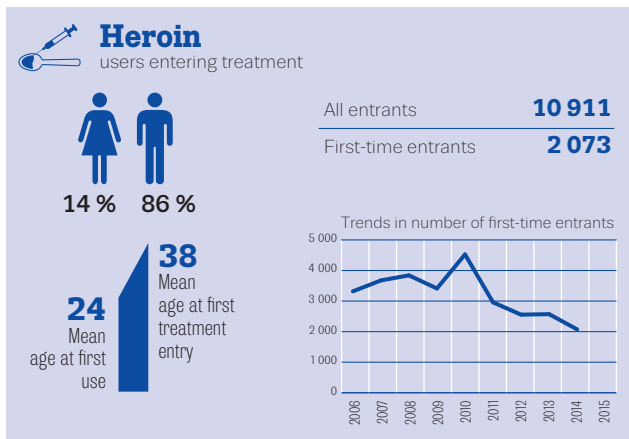 Heroin
users entering treatment
14 % 86 %
All entrants 10 911
First-time entrants 2 073
24
Mean
age at first
use
38
Mean
age at first
treatment
entry
Trends in number of first-time entrants
5 000
4 000
3 000
2 000
1 000
0
2006 2007 2008 2009 2010 2011 2012 2013 2014 2015